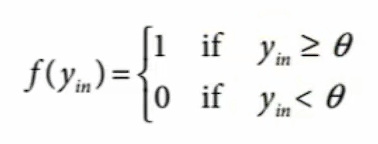 f(y_in) = { 1 if y_in ≥ θ
0 if y_in < θ